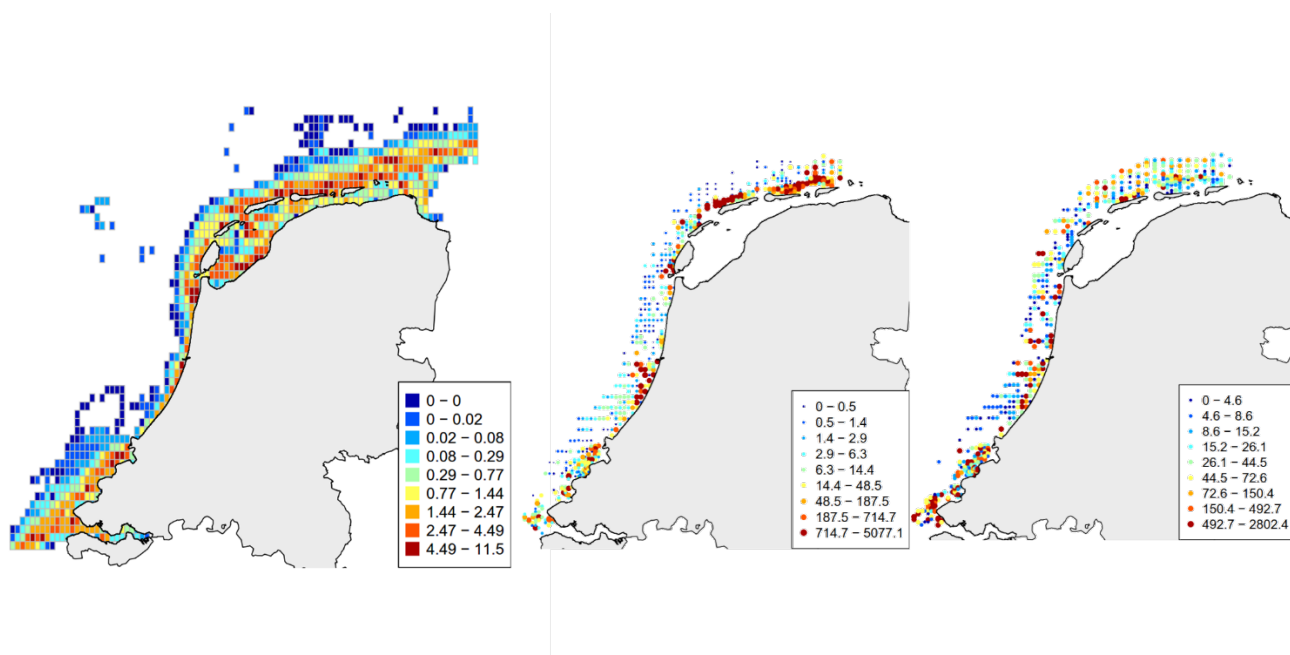 0 – 0
0 – 0.02
0.02 – 0.08
0.08 – 0.29
0.29 – 0.77
0.77 – 1.44
1.44 – 2.47
2.47 – 4.49
4.49 – 11.5
0 – 0.5
0.5 – 1.4
1.4 – 2.9
2.9 – 6.3
6.3 – 14.4
14.4 – 48.5
48.5 – 187.5
187.5 – 714.7
714.7 – 5077.1
0 – 4.6
4.6 – 8.6
8.6 – 15.2
15.2 – 26.1
26.1 – 44.5
44.5 – 72.6
72.6 – 150.4
150.4 – 492.7
492.7 – 2802.4